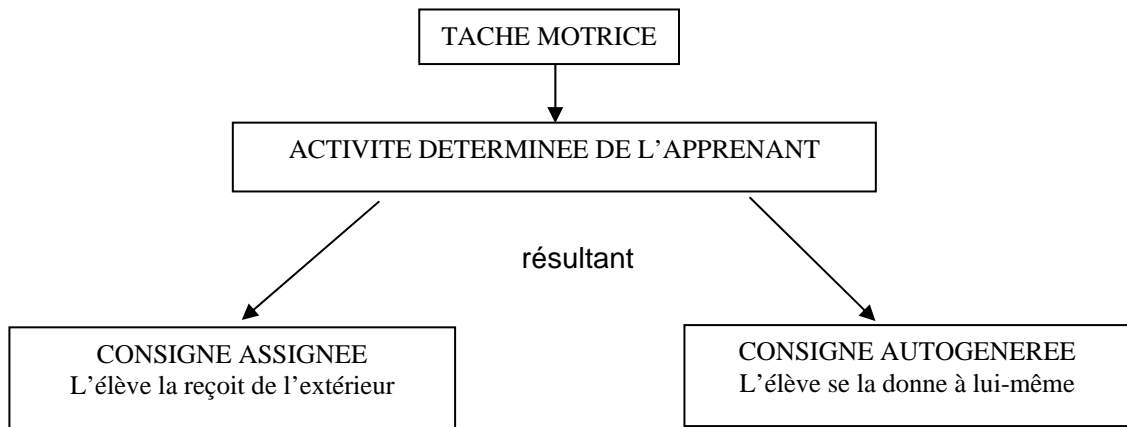 TACHE MOTRICE
ACTIVITE DETERMINEE DE L’APPRENANT
résultant
CONSIGNE ASSIGNEE
L’élève la reçoit de l’extérieur
CONSIGNE AUTOGENEREE
L’élève se la donne à lui-même